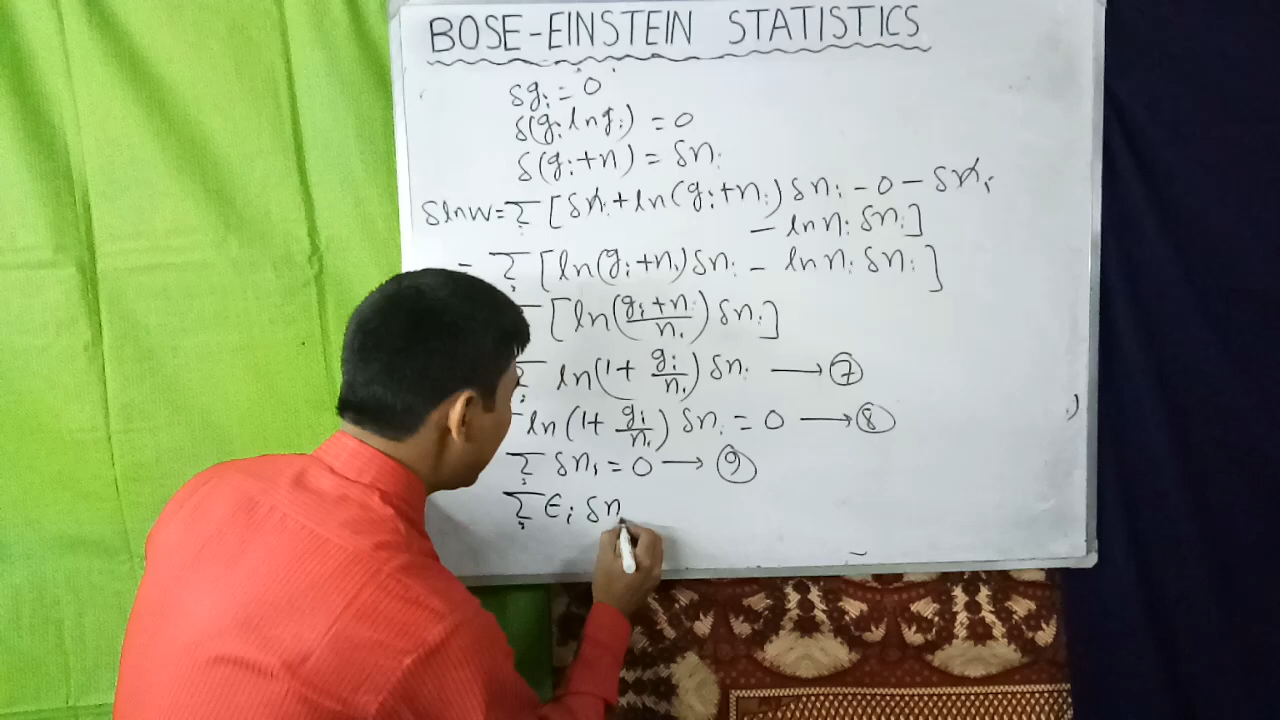 BOSE-EINSTEIN STATISTICS
δgᵢ = 0
δ(gᵢ ln gᵢ) = 0
δ(gᵢ + n) = δnᵢ
δ ln W = Σᵢ [δnᵢ + ln(gᵢ + nᵢ) δnᵢ - 0 - δnᵢ
- ln nᵢ δnᵢ]
= Σᵢ [ln(gᵢ + nᵢ) δnᵢ - ln nᵢ δnᵢ]
[ln((gᵢ + nᵢ)/nᵢ) δnᵢ]
Σᵢ ln(1 + gᵢ/nᵢ) δnᵢ → ⑦
ln(1 + gᵢ/nᵢ) δnᵢ = 0 → ⑧
Σᵢ δnᵢ = 0 → ⑨
Σᵢ ϵᵢ δn